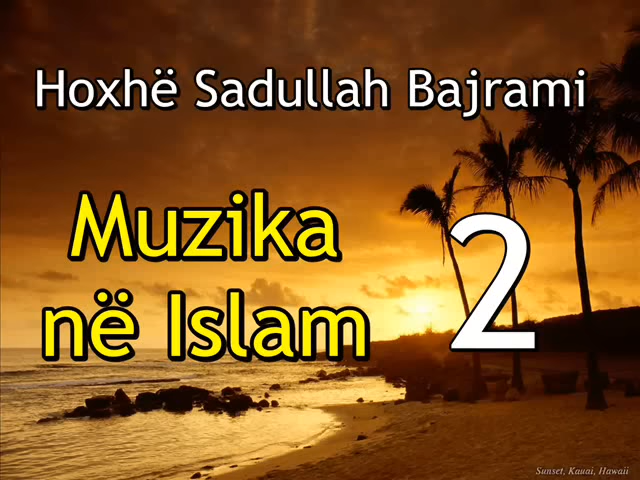 Hoxhë Sadullah Bajrami
Muzika
në Islam
2
Sunset, Kauai, Hawaii